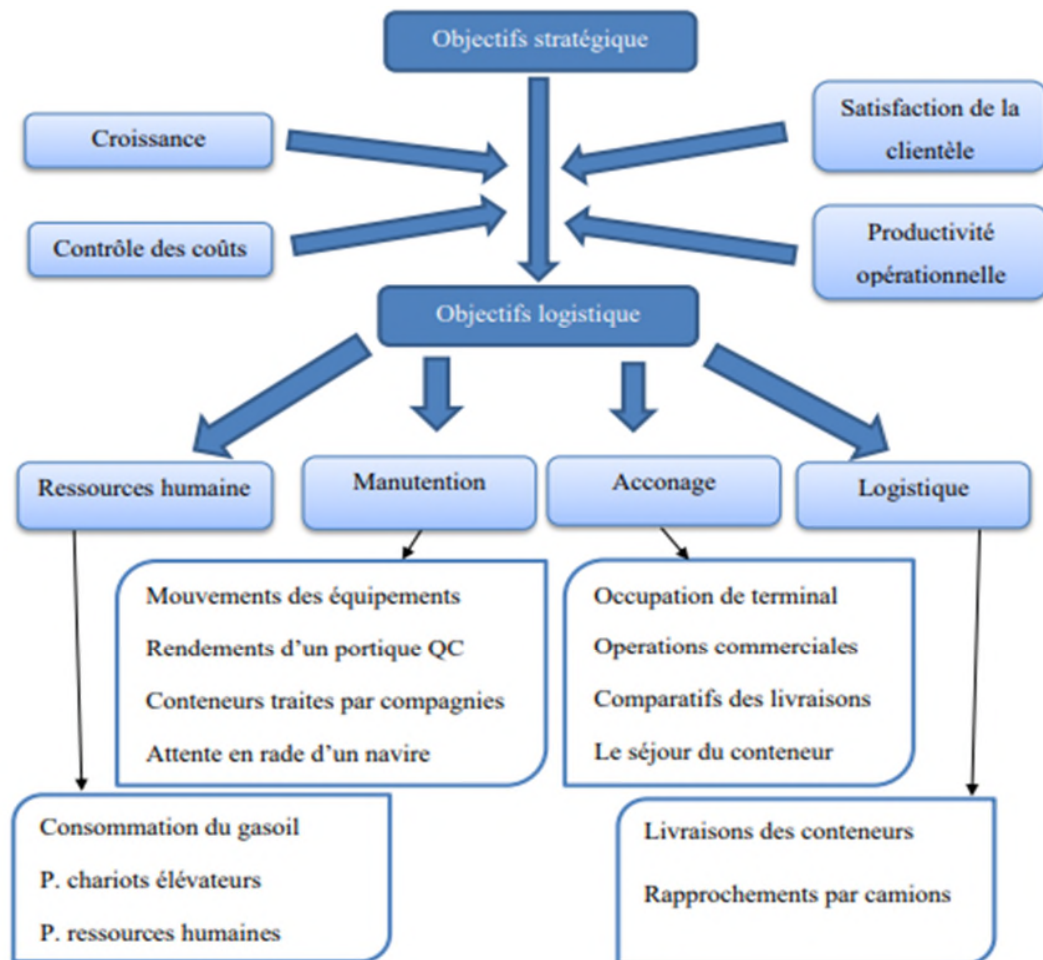 Objectifs stratégique
Croissance
Satisfaction de la
clientèle
Contrôle des coûts
Productivité
opérationnelle
Objectifs logistique
Ressources humaine
Manutention
Acconage
Logistique
Mouvements des équipements
Rendements d'un portique QC
Conteneurs traites par compagnies
Attente en rade d'un navire
Occupation de terminal
Operations commerciales
Comparatifs des livraisons
Le séjour du conteneur
Consommation du gasoil
P. chariots élévateurs
P. ressources humaines
Livraisons des conteneurs
Rapprochements par camions